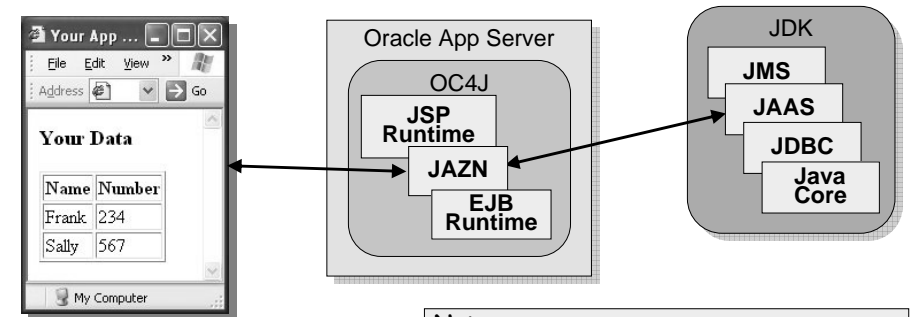 Your App ...
File Edit View »
Address Go
Your Data
Name Number
Frank 234
Sally 567
My Computer
Oracle App Server
OC4J
JSP
Runtime
JAZN
EJB
Runtime
JDK
JMS
JAAS
JDBC
Java
Core